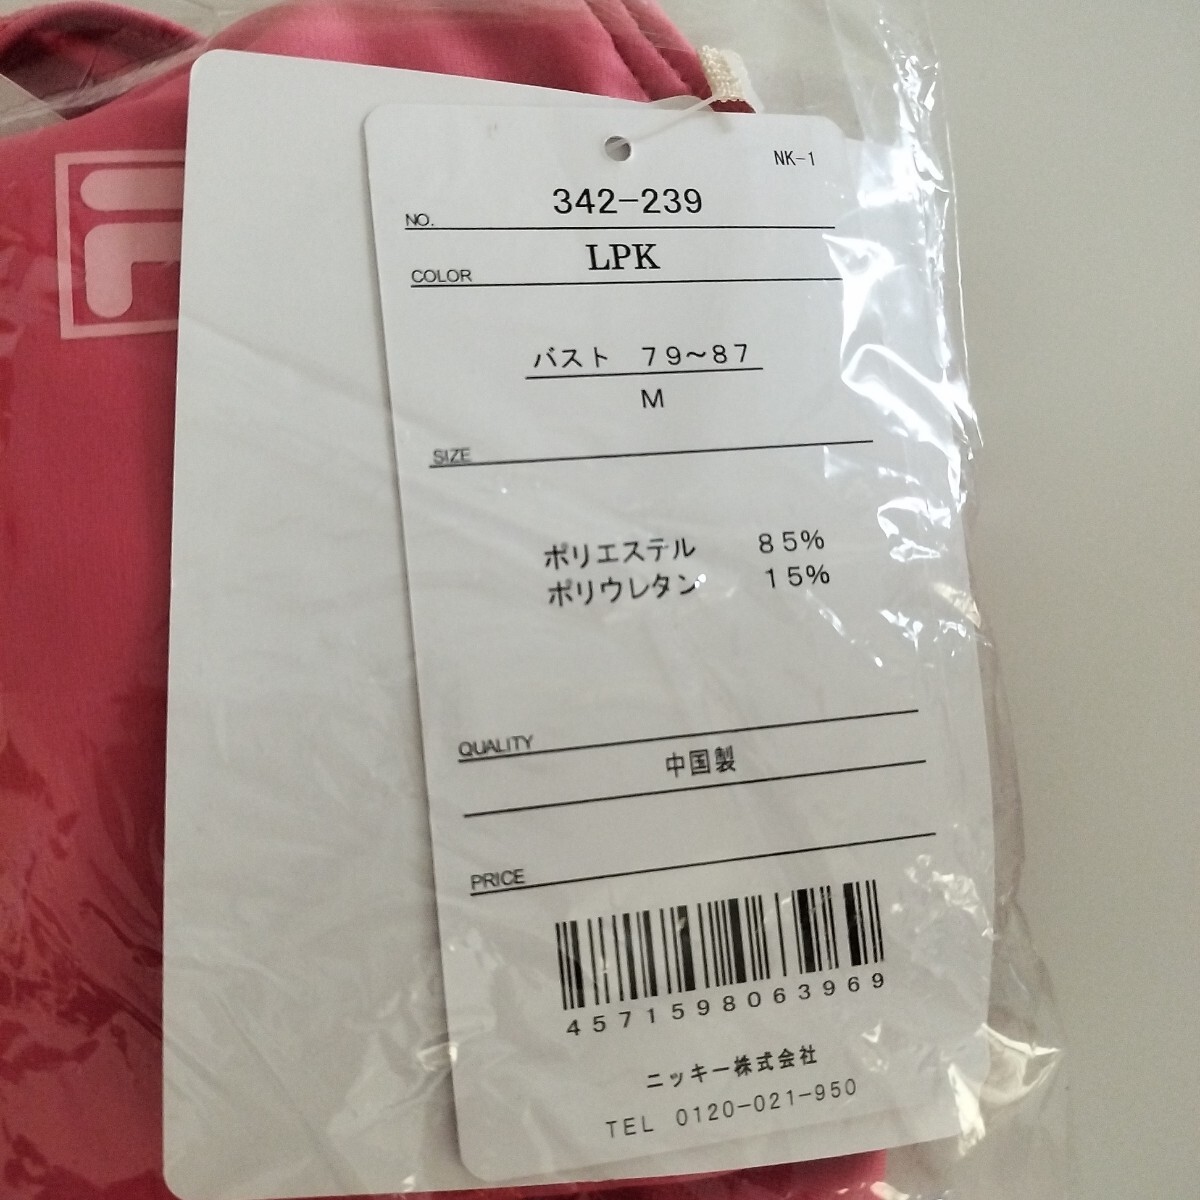 NK-1
NO. 342-239
COLOR LPK
バスト 79~87
M
SIZE
ポリエステル 85%
ポリウレタン 15%
QUALITY
中国製
PRICE
4571598063969
ニッキー株式会社
TEL 0120-021-950